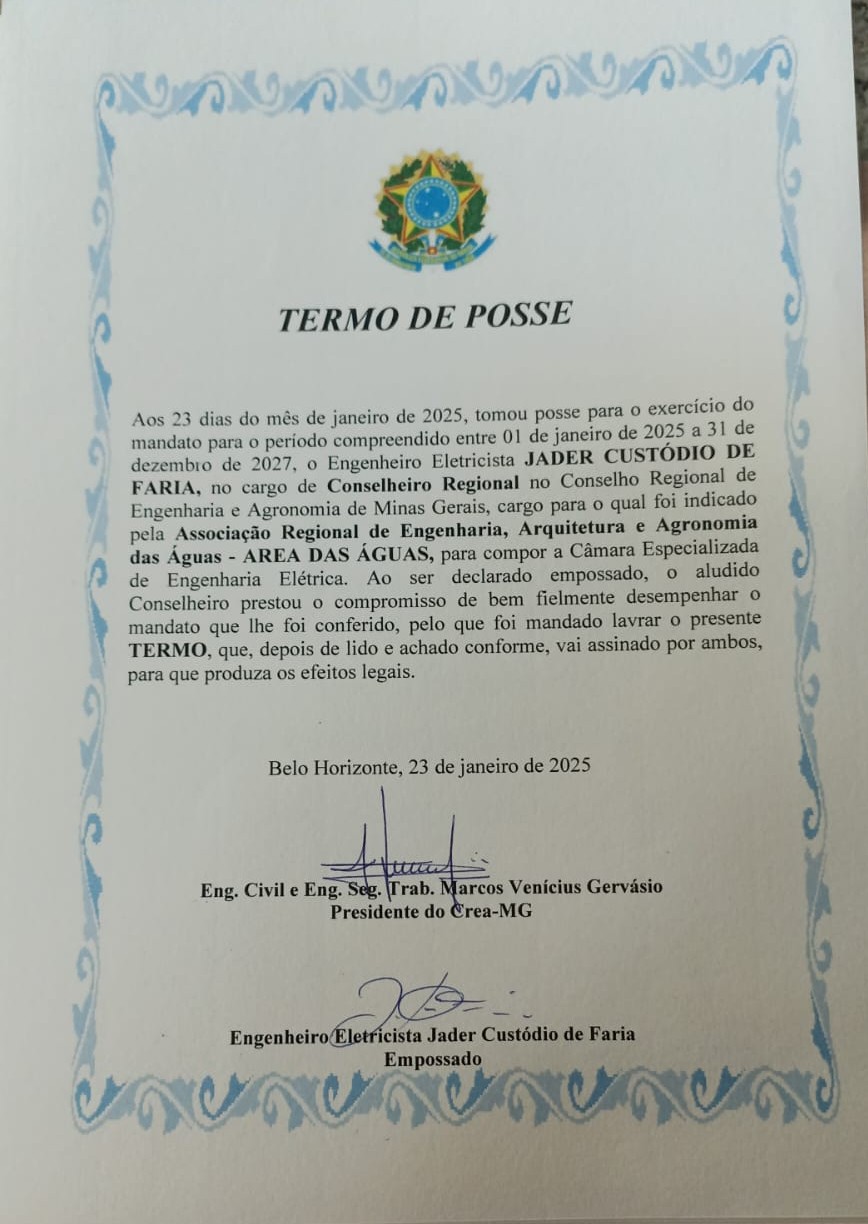 TERMO DE POSSE
Aos 23 dias do mês de janeiro de 2025, tomou posse para o exercício do
mandato para o período compreendido entre 01 de janeiro de 2025 a 31 de
dezembro de 2027, o Engenheiro Eletricista JADER CUSTÓDIO DE
FARIA, no cargo de Conselheiro Regional no Conselho Regional de
Engenharia e Agronomia de Minas Gerais, cargo para o qual foi indicado
pela Associação Regional de Engenharia, Arquitetura e Agronomia
das Águas - AREA DAS ÁGUAS, para compor a Câmara Especializada
de Engenharia Elétrica. Ao ser declarado empossado, o aludido
Conselheiro prestou o compromisso de bem fielmente desempenhar o
mandato que lhe foi conferido, pelo que foi mandado lavrar o presente
TERMO, que, depois de lido e achado conforme, vai assinado por ambos,
para que produza os efeitos legais.
Belo Horizonte, 23 de janeiro de 2025
Eng. Civil e Eng. Seg. Trab. Marcos Venícius Gervásio
Presidente do Crea-MG
Engenheiro Eletricista Jader Custódio de Faria
Empossado